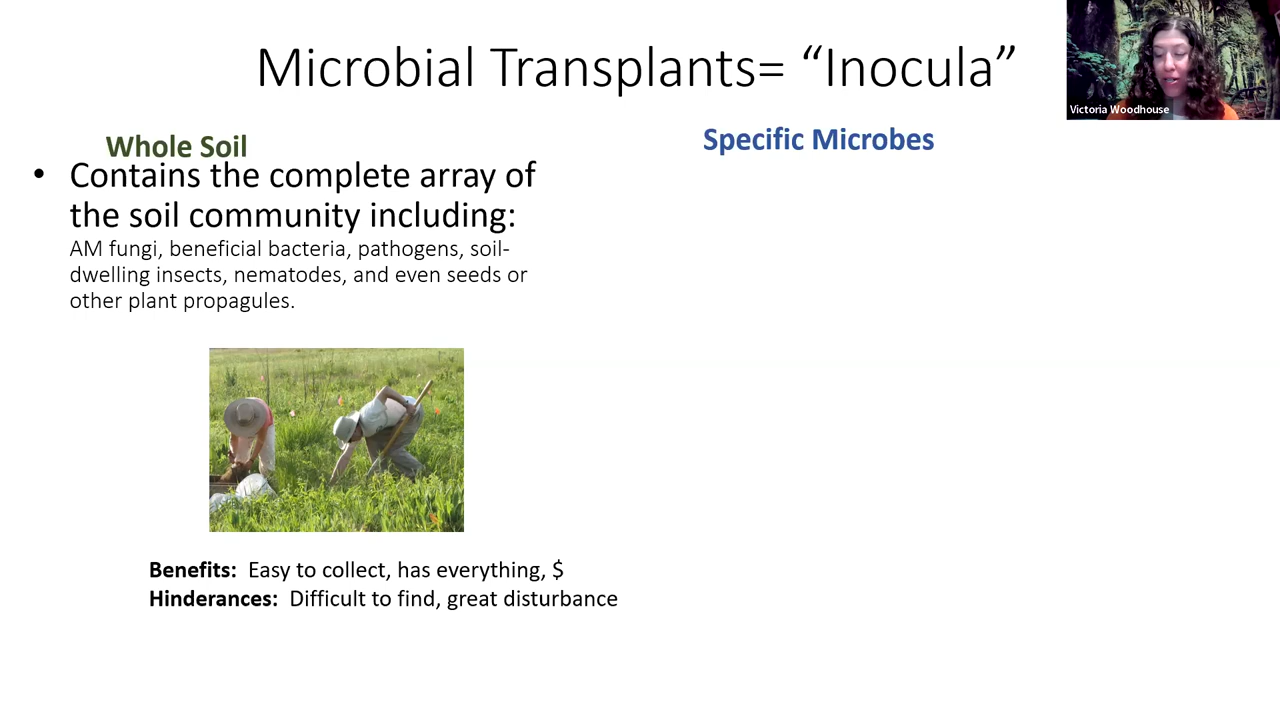 Microbial Transplants= “Inocula”
Victoria Woodhouse
Whole Soil
• Contains the complete array of
the soil community including:
AM fungi, beneficial bacteria, pathogens, soil-
dwelling insects, nematodes, and even seeds or
other plant propagules.
Benefits: Easy to collect, has everything, $
Hinderances: Difficult to find, great disturbance
Specific Microbes